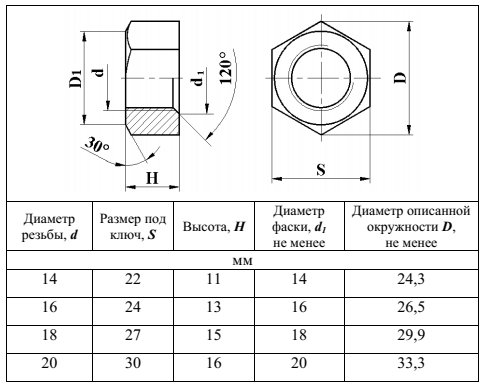 D1
d
d1
120°
30°
H
D
S
Диаметр резьбы, d
Размер под ключ, S
Высота, H
Диаметр фаски, d1 не менее
Диаметр описанной окружности D, не менее
мм
14 22 11 14 24,3
16 24 13 16 26,5
18 27 15 18 29,9
20 30 16 20 33,3